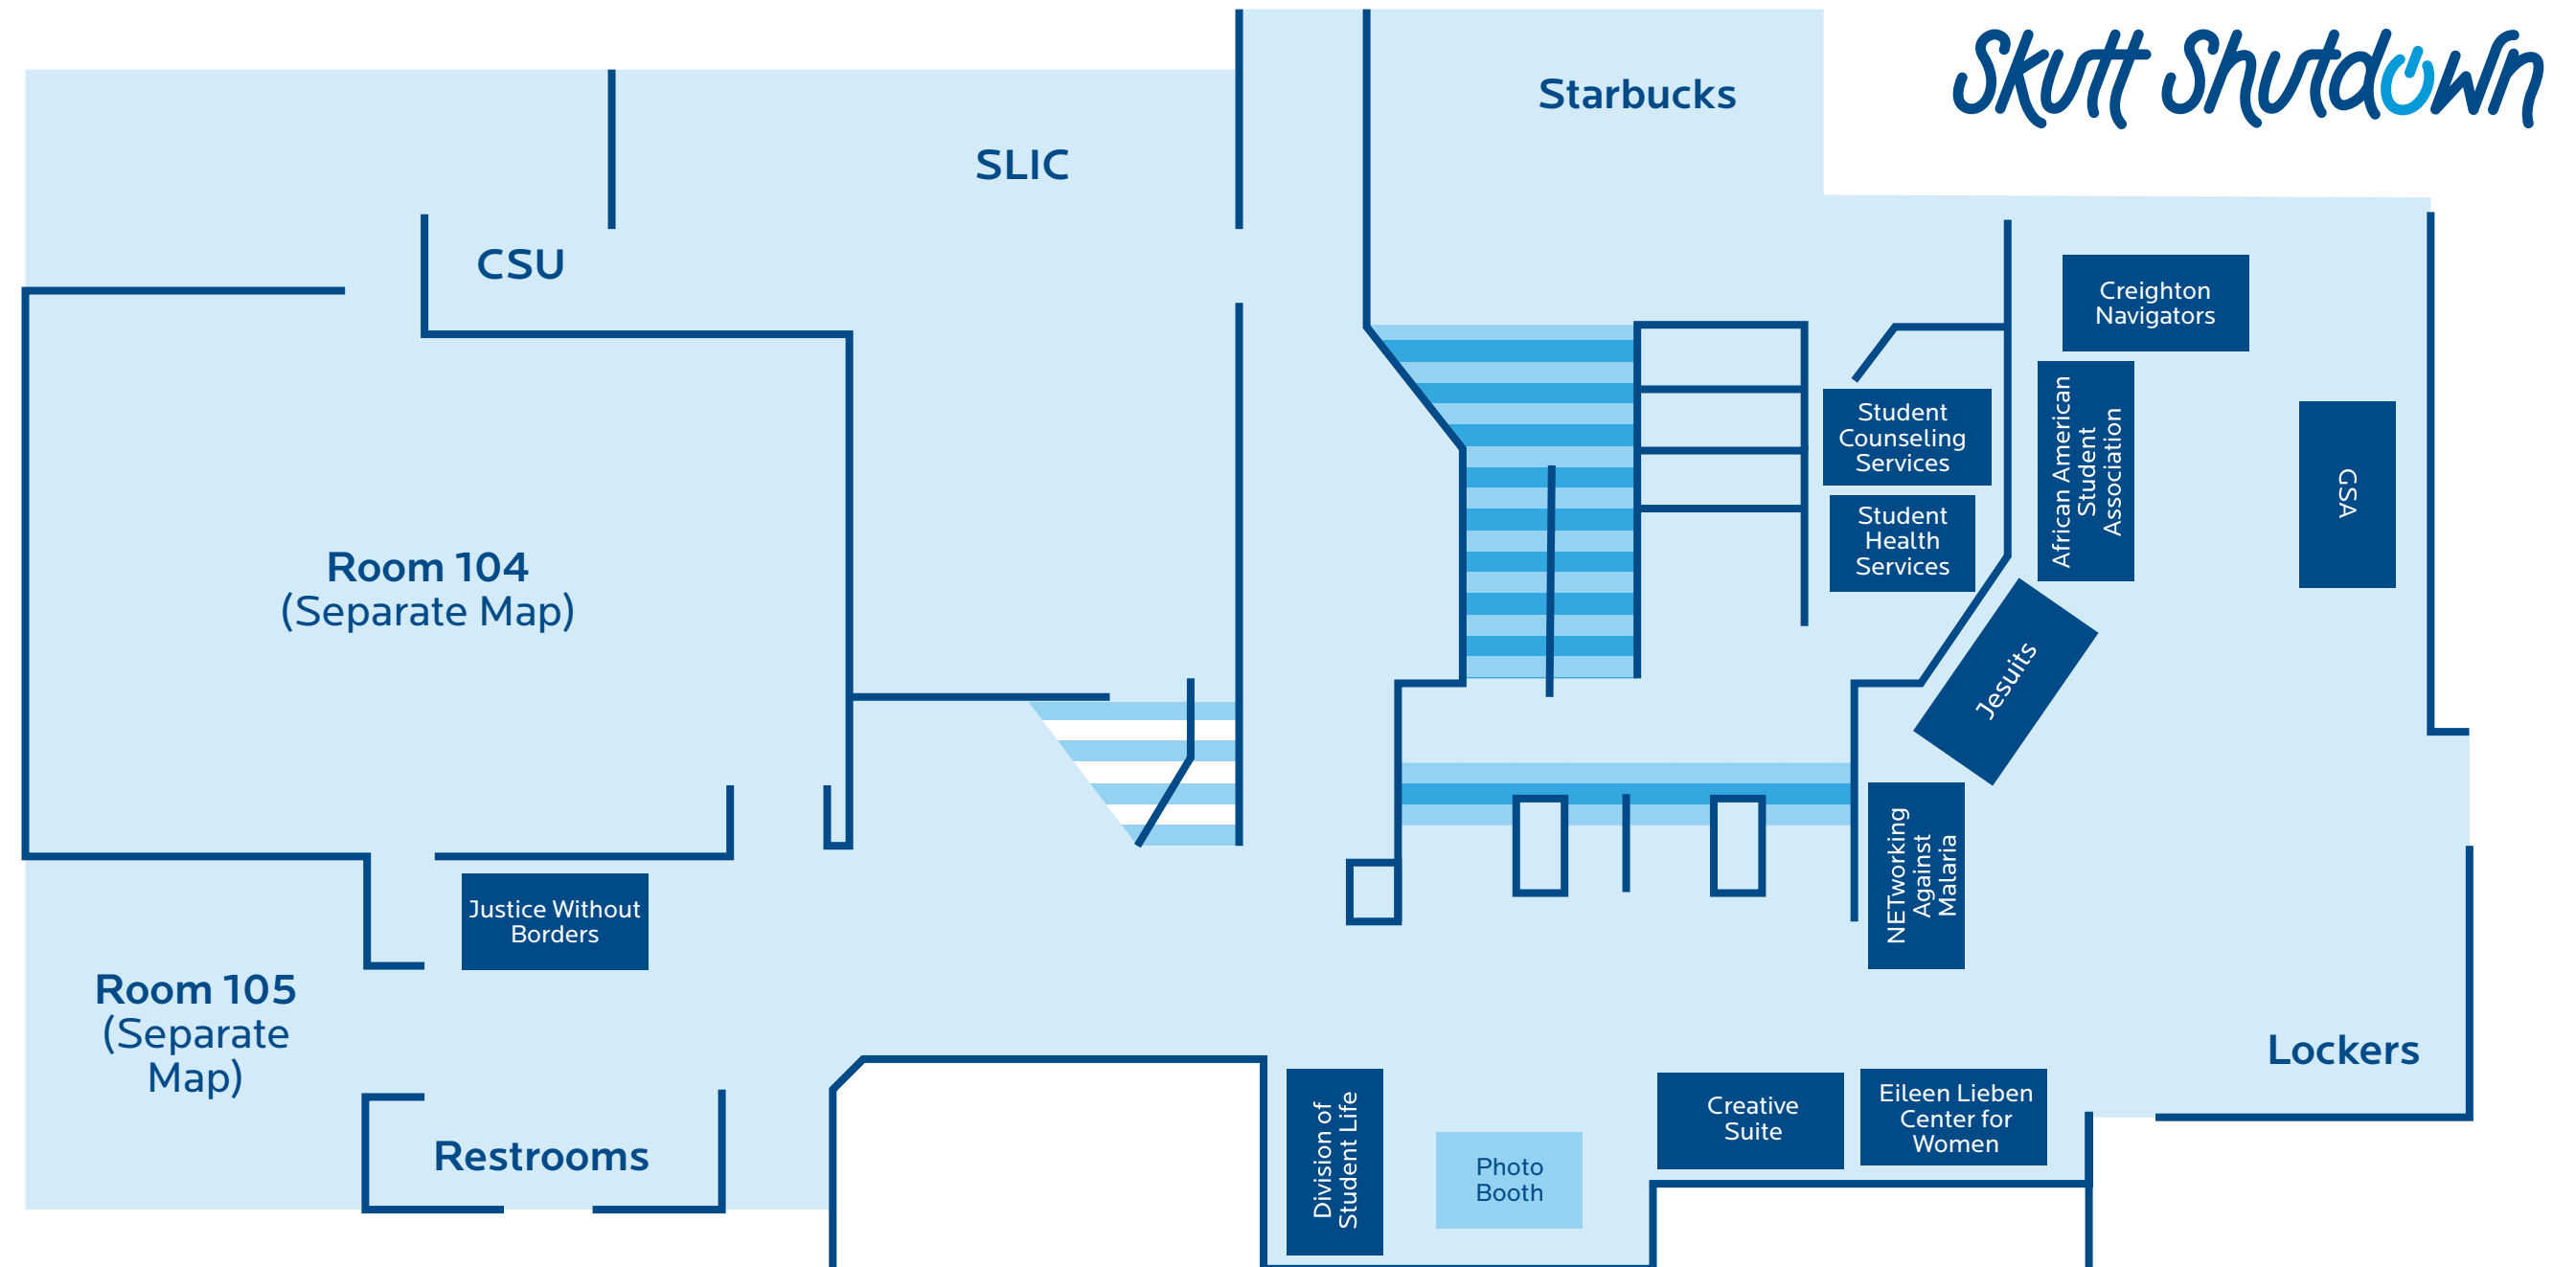 Skutt Shutdown
Starbucks
SLIC
CSU
Creighton
Navigators
Student
Counseling
Services
African American
Student
Association
GSA
Student
Health
Services
Room 104
(Separate Map)
Jesuits
NETworking
Against
Malaria
Justice Without
Borders
Room 105
(Separate
Map)
Lockers
Restrooms
Division of
Student Life
Photo
Booth
Creative
Suite
Eileen Lieben
Center for
Women